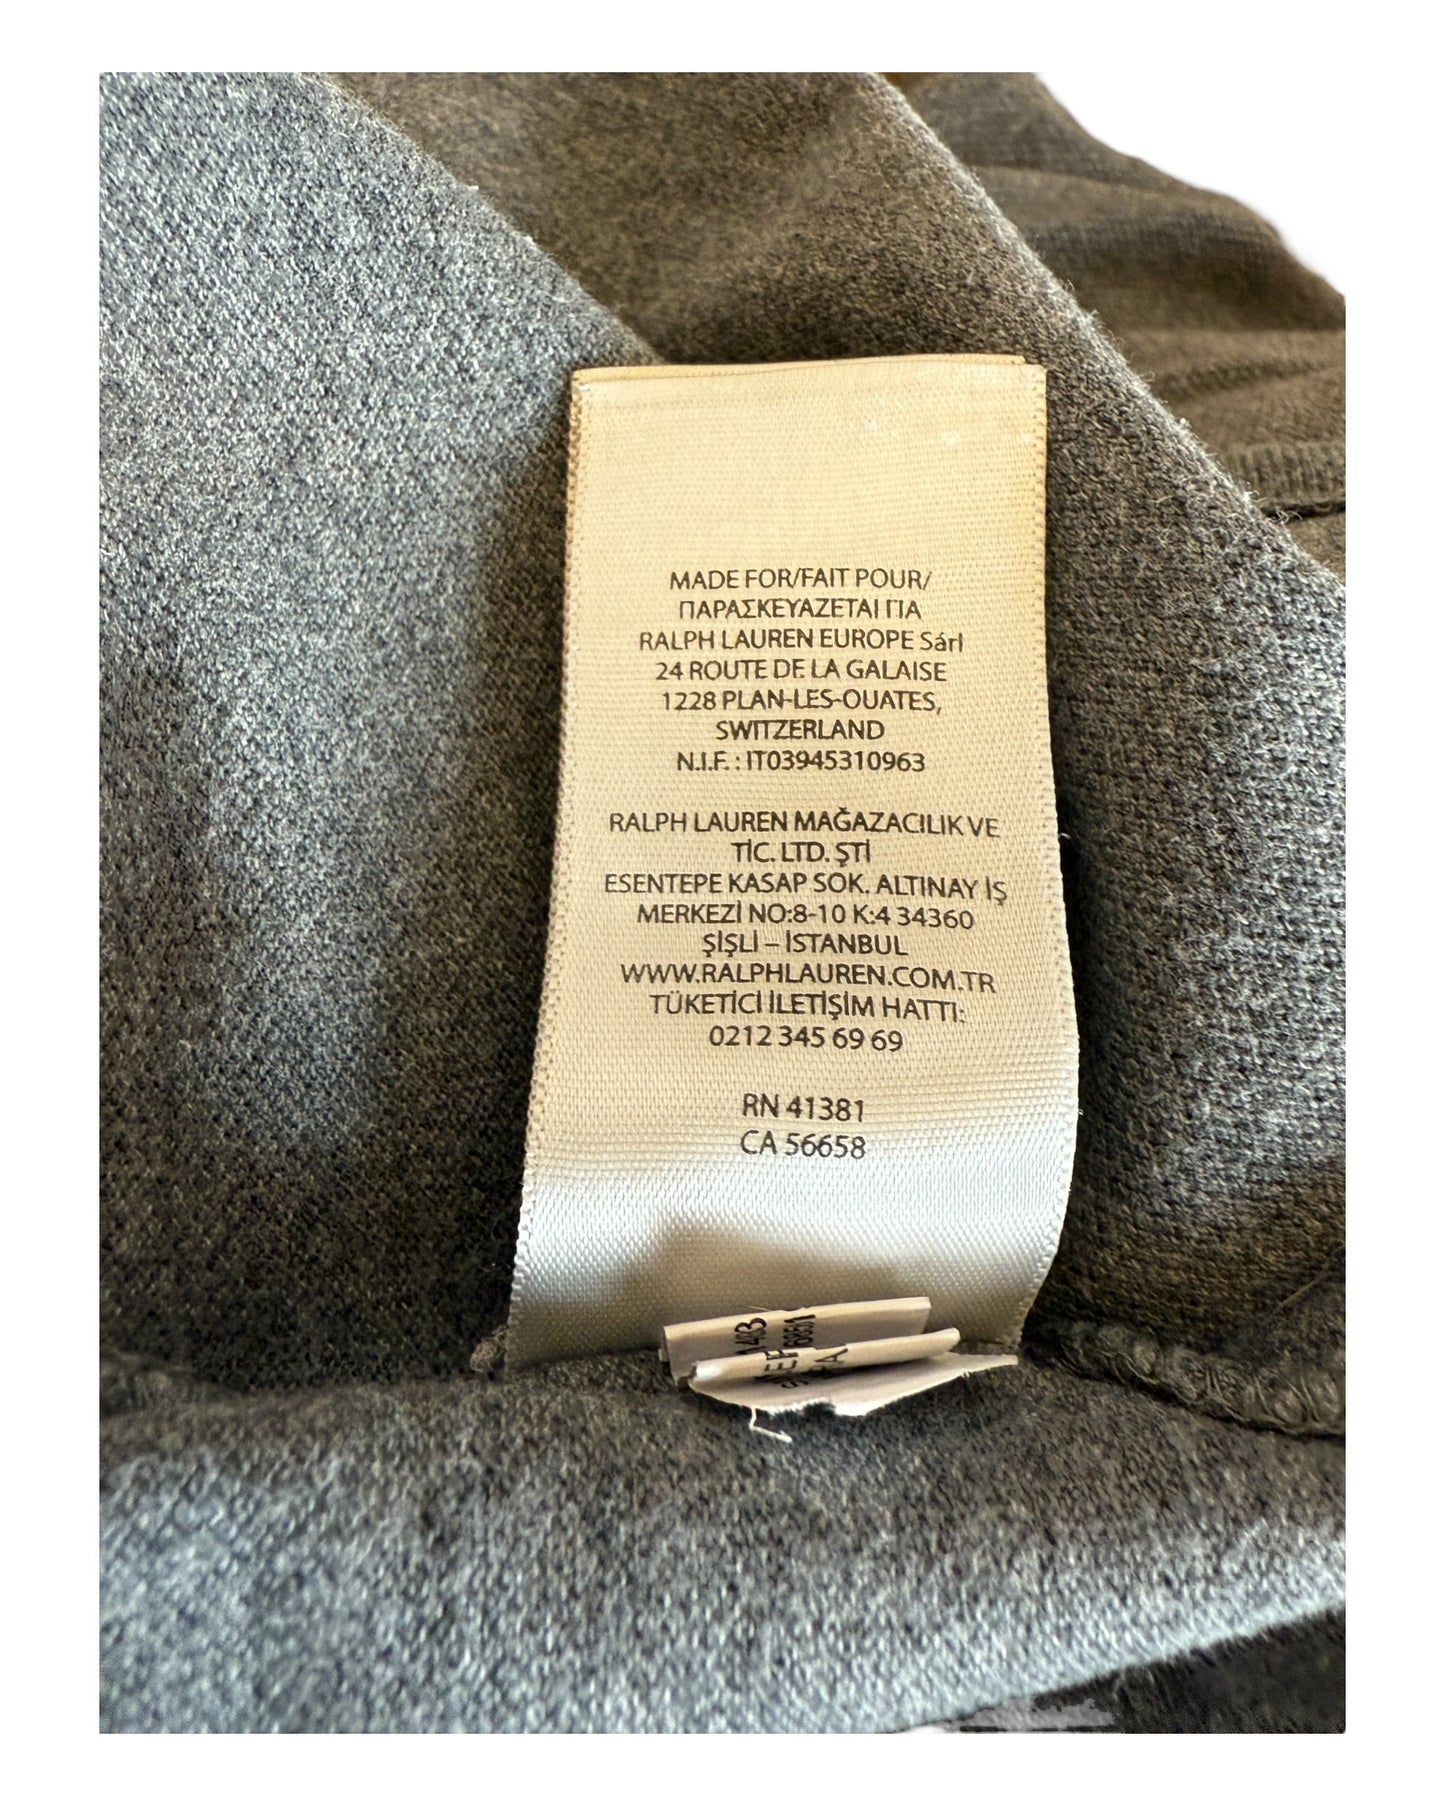 MADE FOR/FAIT POUR/
ΠΑΡΑΣΚΕΥΑΖΕΤΑΙ ΓΙΑ
RALPH LAUREN EUROPE Sárl
24 ROUTE DE LA GALAISE
1228 PLAN-LES-OUATES,
SWITZERLAND
N.I.F. : IT03945310963
RALPH LAUREN MAĞAZACILIK VE
TİC. LTD. ŞTİ
ESENTEPE KASAP SOK. ALTINAY İŞ
MERKEZİ NO:8-10 K:4 34360
ŞİŞLİ – İSTANBUL
WWW.RALPHLAUREN.COM.TR
TÜKETİCİ İLETİŞİM HATTI:
0212 345 69 69
RN 41381
CA 56658